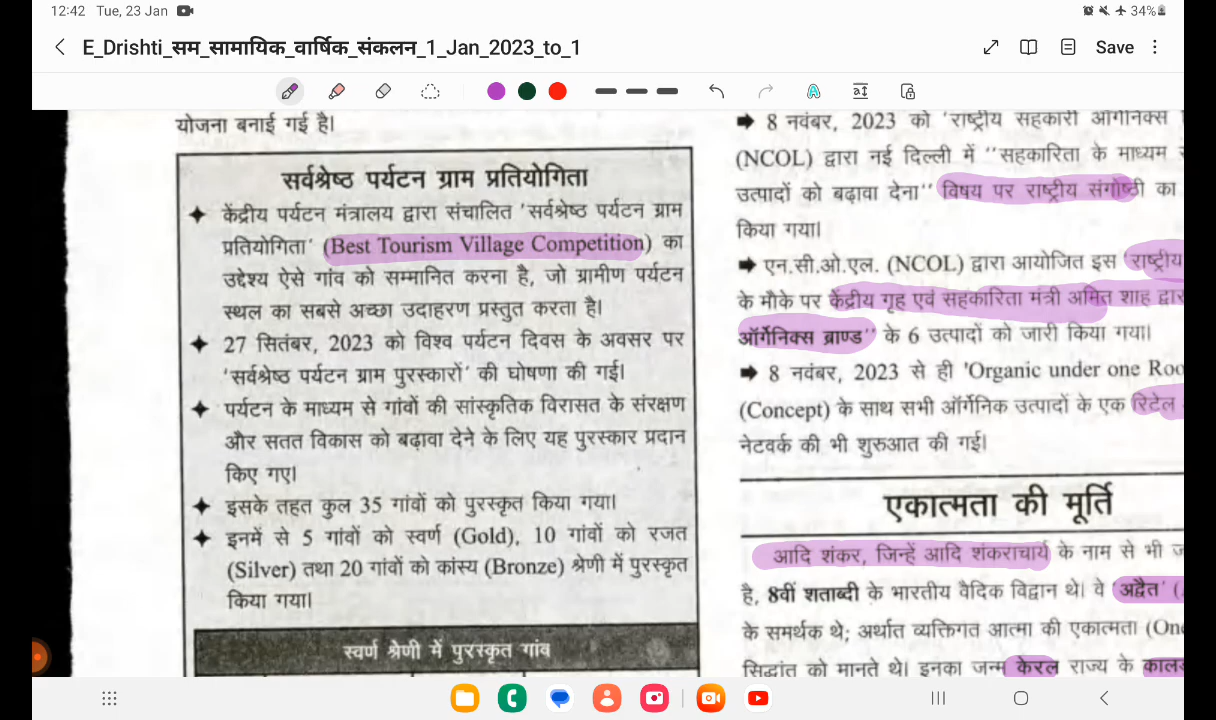 12:42 Tue, 23 Jan
34%
E_Drishti_सम_सामायिक_वार्षिक_संकलन_1_Jan_2023_to_1
Save
योजना बनाई गई है।
सर्वश्रेष्ठ पर्यटन ग्राम प्रतियोगिता
✦ केंद्रीय पर्यटन मंत्रालय द्वारा संचालित 'सर्वश्रेष्ठ पर्यटन ग्राम
प्रतियोगिता' (Best Tourism Village Competition) का
उद्देश्य ऐसे गांव को सम्मानित करना है, जो ग्रामीण पर्यटन
स्थल का सबसे अच्छा उदाहरण प्रस्तुत करता है।
✦ 27 सितंबर, 2023 को विश्व पर्यटन दिवस के अवसर पर
'सर्वश्रेष्ठ पर्यटन ग्राम पुरस्कारों' की घोषणा की गई।
✦ पर्यटन के माध्यम से गांवों की सांस्कृतिक विरासत के संरक्षण
और सतत विकास को बढ़ावा देने के लिए यह पुरस्कार प्रदान
किए गए।
✦ इसके तहत कुल 35 गांवों को पुरस्कृत किया गया।
✦ इनमें से 5 गांवों को स्वर्ण (Gold), 10 गांवों को रजत
(Silver) तथा 20 गांवों को कांस्य (Bronze) श्रेणी में पुरस्कृत
किया गया।
स्वर्ण श्रेणी में पुरस्कृत गांव
➡ 8 नवंबर, 2023 को 'राष्ट्रीय सहकारी ऑर्गेनिक्स
(NCOL) द्वारा नई दिल्ली में "सहकारिता के माध्यम
उत्पादों को बढ़ावा देना" विषय पर राष्ट्रीय संगोष्ठी का
किया गया।
➡ एन.सी.ओ.एल. (NCOL) द्वारा आयोजित इस 'राष्ट्रीय
के मौके पर केंद्रीय गृह एवं सहकारिता मंत्री अमित शाह
ऑर्गेनिक्स ब्राण्ड" के 6 उत्पादों को जारी किया गया।
➡ 8 नवंबर, 2023 से ही 'Organic under one
(Concept) के साथ सभी ऑर्गेनिक उत्पादों के एक रिटेल
नेटवर्क की भी शुरुआत की गई।
एकात्मता की मूर्ति
आदि शंकर, जिन्हें आदि शंकराचार्य के नाम से भी
है, 8वीं शताब्दी के भारतीय वैदिक विद्वान थे। वे 'अद्वैत'
के समर्थक थे; अर्थात व्यक्तिगत आत्मा की एकात्मता
सिद्धांत को मानते थे। इनका जन्म केरल राज्य के